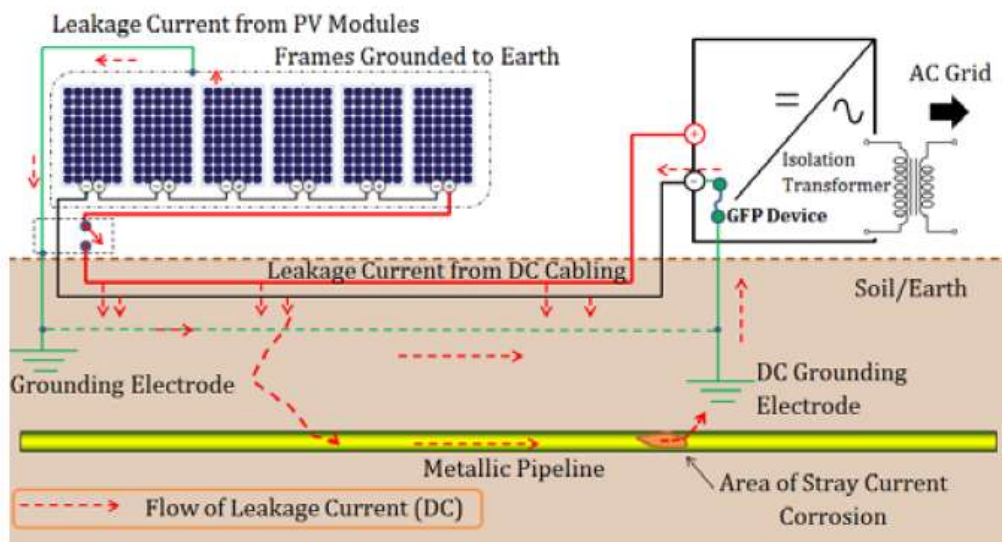 Leakage Current from PV Modules
Frames Grounded to Earth
AC Grid
Isolation
Transformer
GFP Device
Leakage Current from DC Cabling
Soil/Earth
Grounding Electrode
DC Grounding
Electrode
Metallic Pipeline
Area of Stray Current
Corrosion
Flow of Leakage Current (DC)